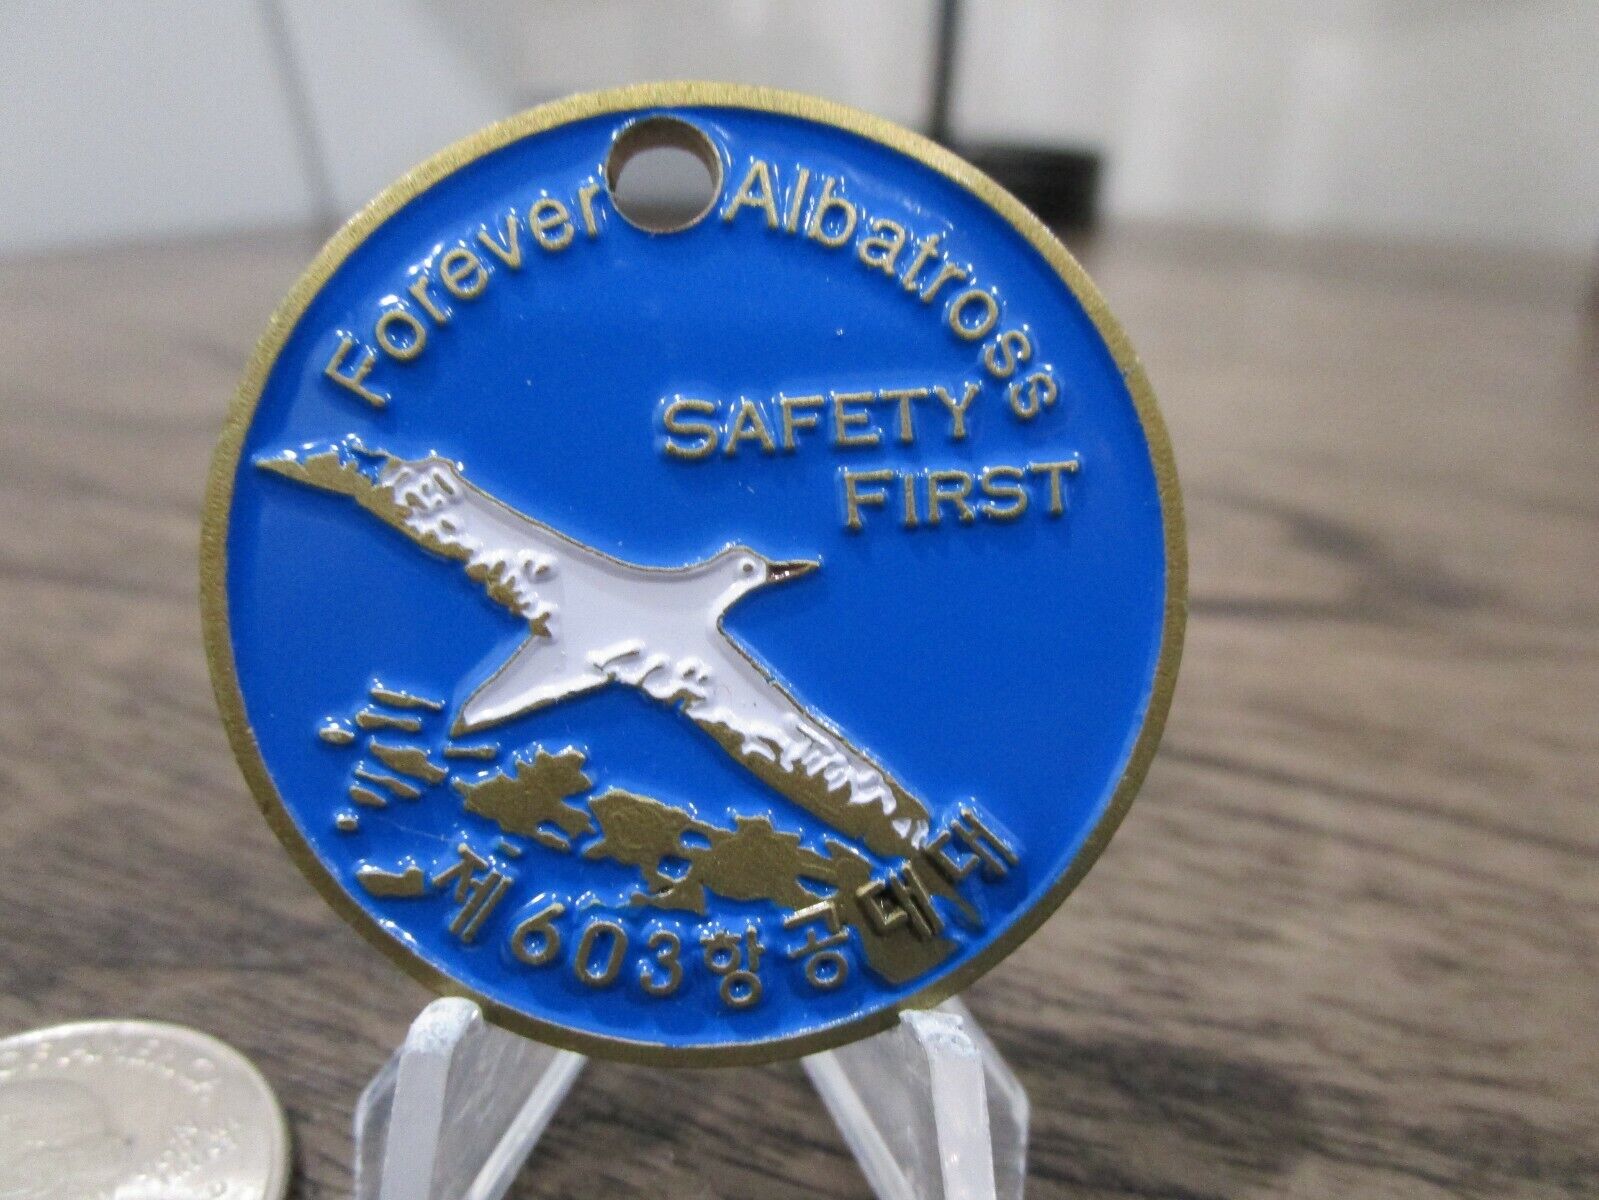 Forever Albatross
SAFETY
FIRST
제603항공대대